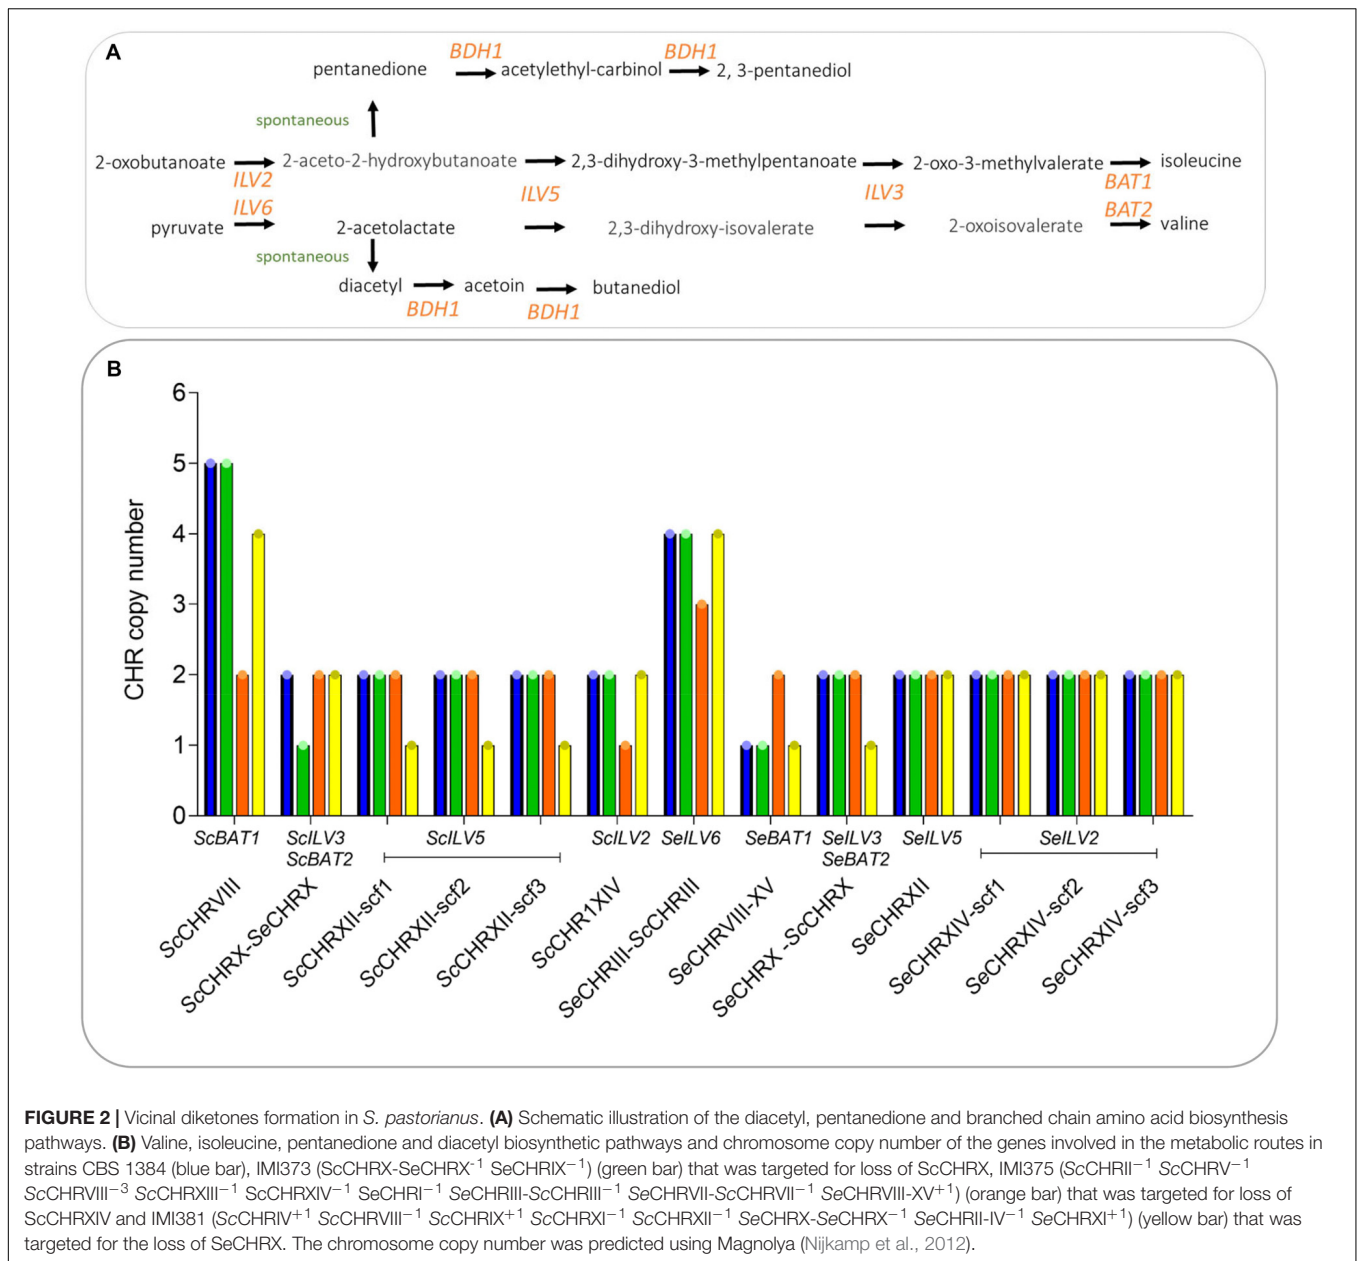 A
BDH1 BDH1
pentanedione acetylethyl-carbinol 2, 3-pentanediol
spontaneous
2-oxobutanoate 2-aceto-2-hydroxybutanoate 2,3-dihydroxy-3-methylpentanoate 2-oxo-3-methylvalerate isoleucine
ILV2 ILV5 ILV3 BAT1
ILV6 BAT2
pyruvate 2-acetolactate 2,3-dihydroxy-isovalerate 2-oxoisovalerate valine
spontaneous
diacetyl acetoin butanediol
BDH1 BDH1
B
CHR copy number
6
5
4
3
2
1
0
ScBAT1 ScILV3 ScILV5 ScILV2 SeILV6 SeBAT1 SeILV3 SeILV5 SeILV2
ScBAT2 SeBAT2
ScCHRVIII
ScCHRX-SeCHRX
ScCHRXII-scf1
ScCHRXII-scf2
ScCHRXII-scf3
ScCHR1XIV
SeCHRIII-ScCHRIII
SeCHRVIII-XV
SeCHRX -ScCHRX
SeCHRXII
SeCHRXIV-scf1
SeCHRXIV-scf2
SeCHRXIV-scf3
FIGURE 2 | Vicinal diketones formation in S. pastorianus. (A) Schematic illustration of the diacetyl, pentanedione and branched chain amino acid biosynthesis
pathways. (B) Valine, isoleucine, pentanedione and diacetyl biosynthetic pathways and chromosome copy number of the genes involved in the metabolic routes in
strains CBS 1384 (blue bar), IMI373 (ScCHRX-SeCHRX⁻¹ SeCHRIX⁻¹) (green bar) that was targeted for loss of ScCHRX, IMI375 (ScCHRII⁻¹ ScCHRV⁻¹
ScCHRVIII⁻³ ScCHRXIII⁻¹ ScCHRXIV⁻¹ SeCHRI⁻¹ SeCHRIII-ScCHRIII⁻¹ SeCHRVII-ScCHRVII⁻¹ SeCHRVIII-XV⁺¹) (orange bar) that was targeted for loss of
ScCHRXIV and IMI381 (ScCHRIV⁺¹ ScCHRVIII⁻¹ ScCHRIX⁺¹ ScCHRXI⁻¹ ScCHRXII⁻¹ SeCHRX-SeCHRX⁻¹ SeCHRII-IV⁻¹ SeCHRXI⁺¹) (yellow bar) that was
targeted for the loss of SeCHRX. The chromosome copy number was predicted using Magnolya (Nijkamp et al., 2012).